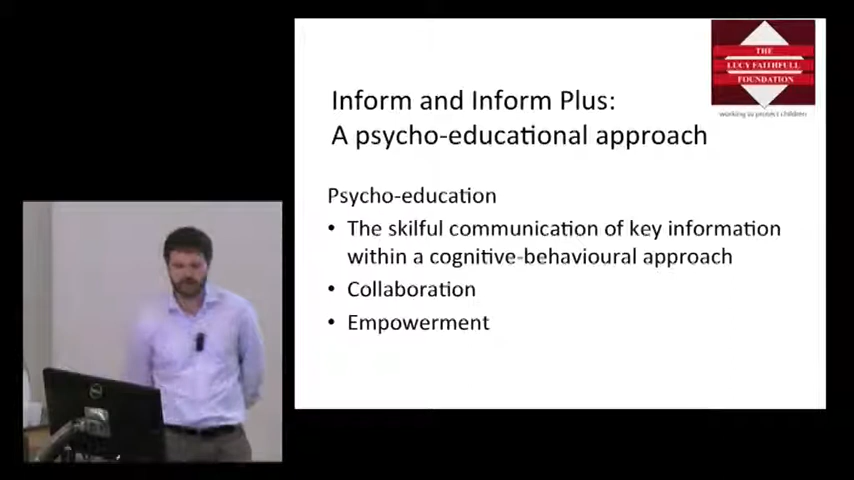 THE
LUCY FAITHFULL
FOUNDATION
working to protect children
Inform and Inform Plus:
A psycho-educational approach
Psycho-education
• The skilful communication of key information
within a cognitive-behavioural approach
• Collaboration
• Empowerment